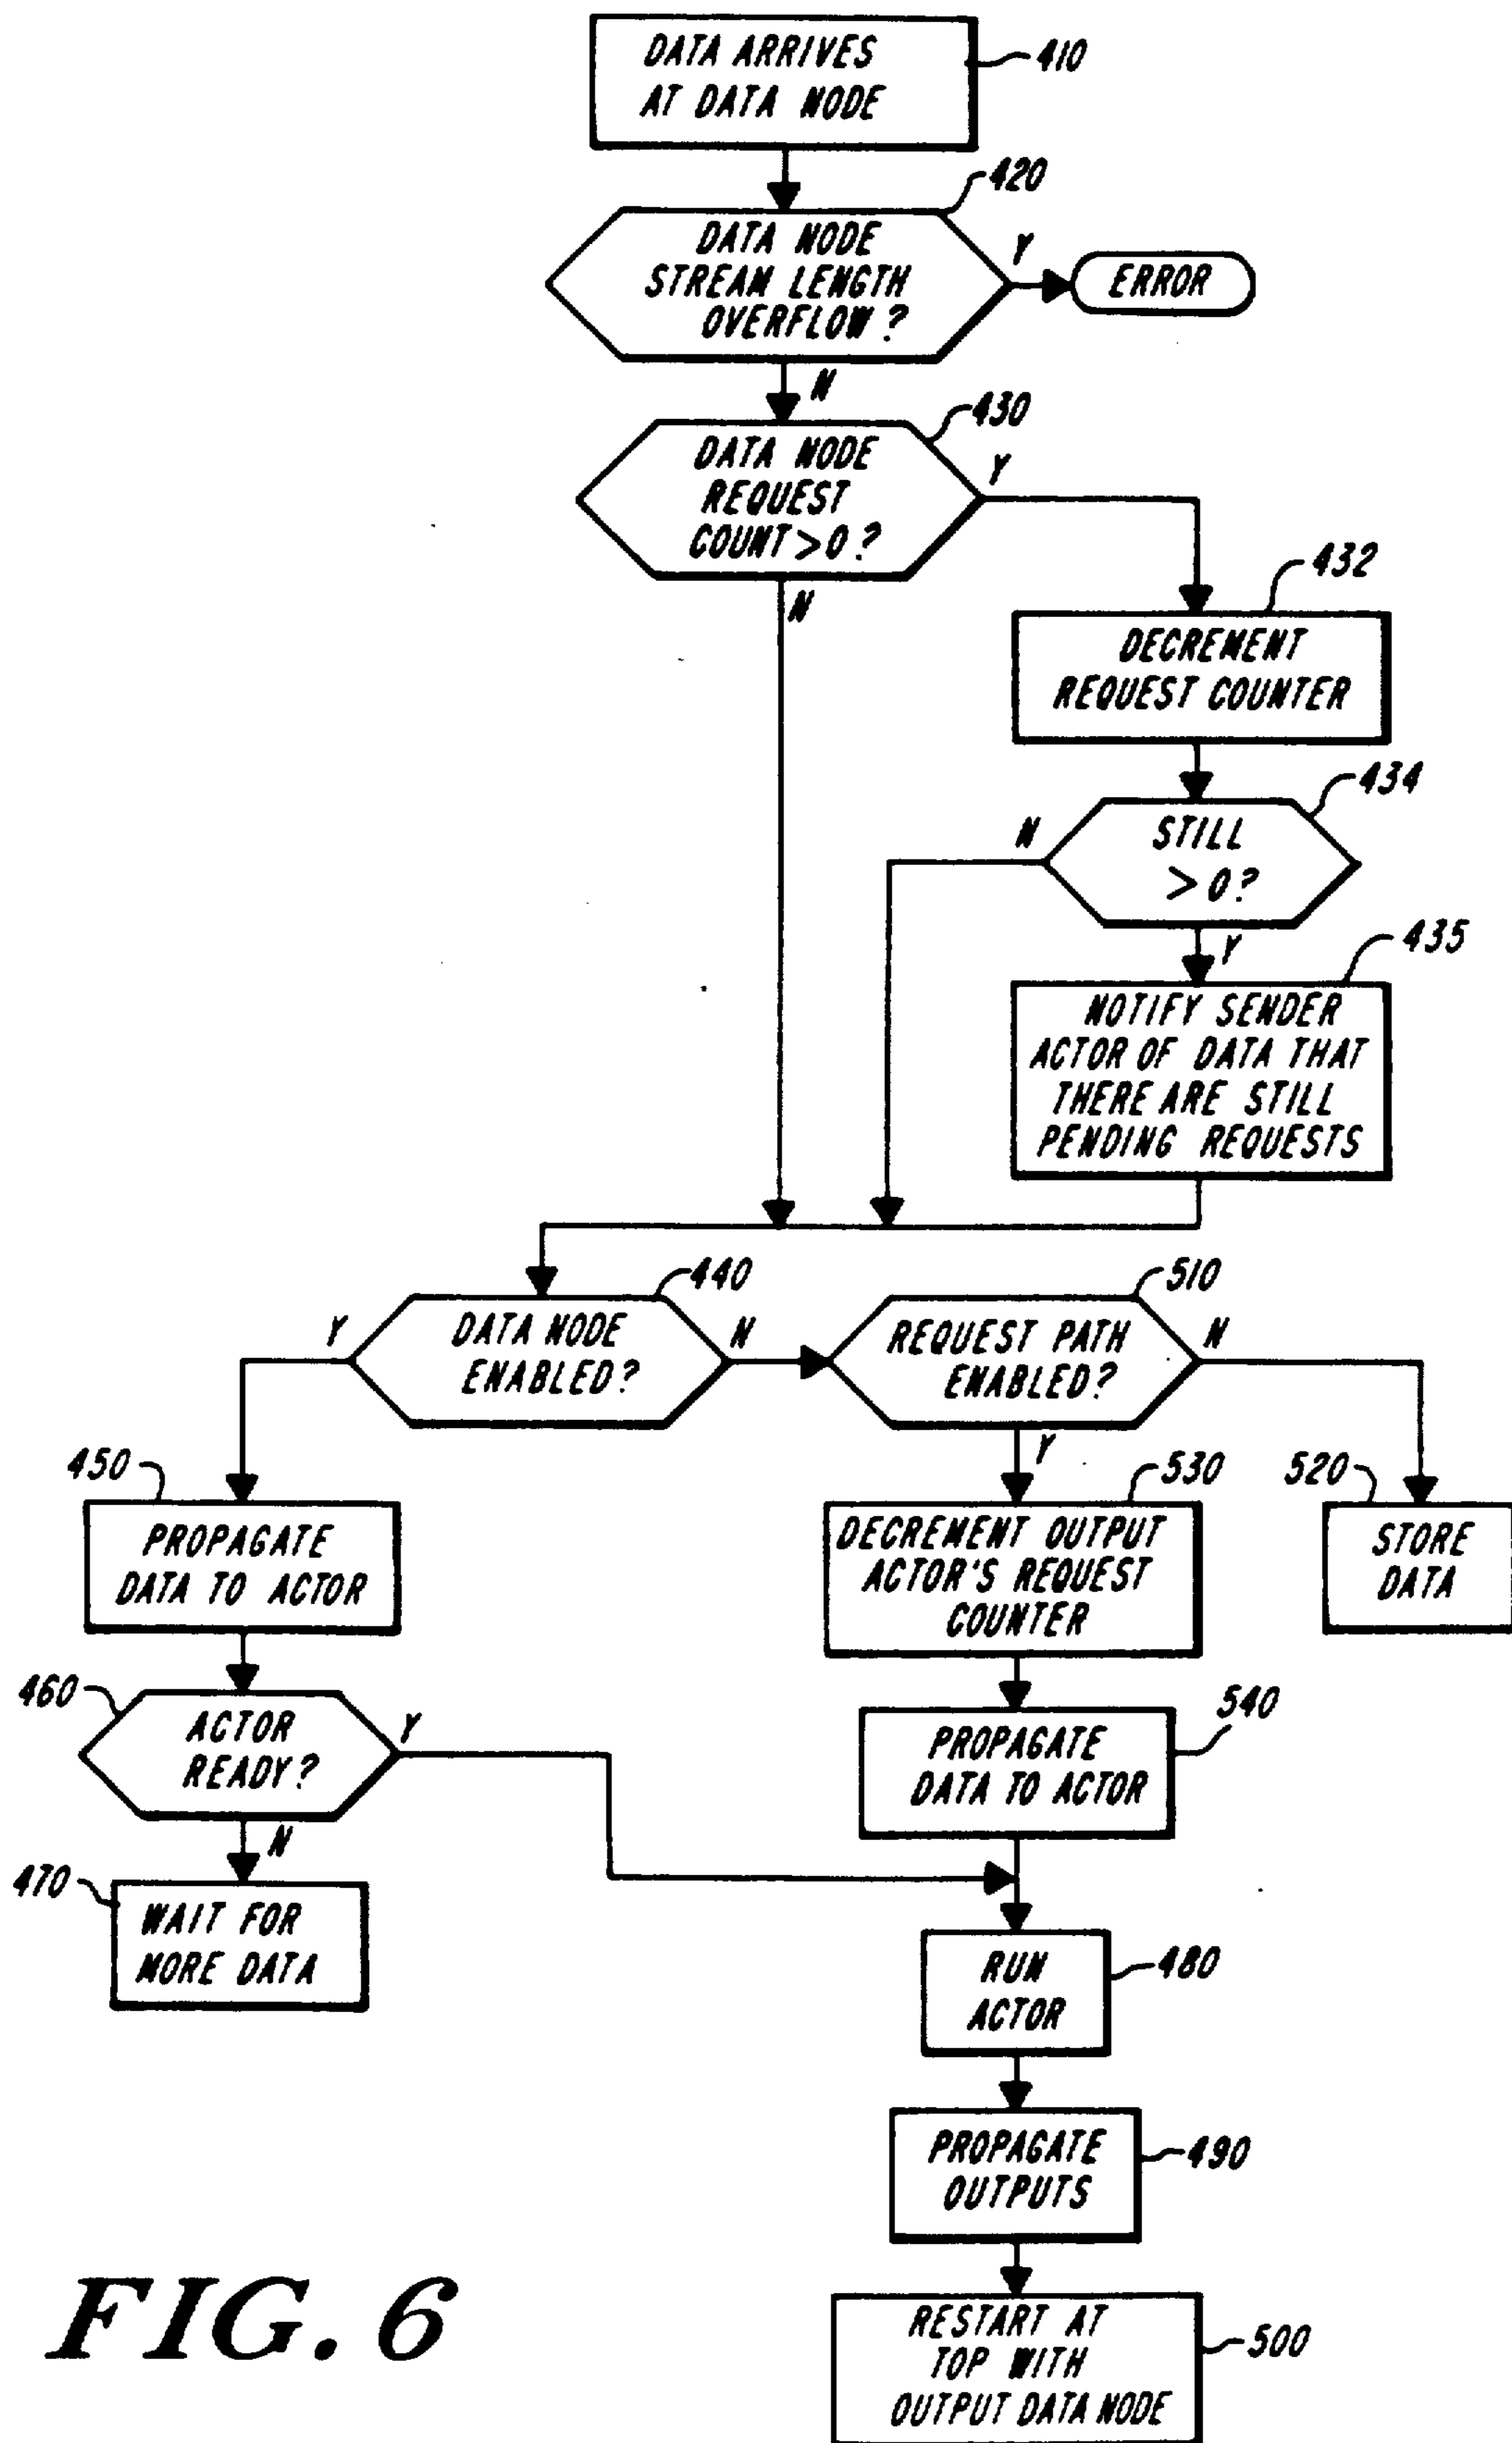 DATA ARRIVES
AT DATA NODE
410
420
DATA NODE
STREAM LENGTH
OVERFLOW?
Y
ERROR
N
430
DATA NODE
REQUEST
COUNT>0?
Y
N
432
DECREMENT
REQUEST COUNTER
434
STILL
>0?
N
Y
435
NOTIFY SENDER
ACTOR OF DATA THAT
THERE ARE STILL
PENDING REQUESTS
440
DATA NODE
ENABLED?
Y
N
510
REQUEST PATH
ENABLED?
N
Y
450
PROPAGATE
DATA TO ACTOR
530
DECREMENT OUTPUT
ACTOR'S REQUEST
COUNTER
520
STORE
DATA
460
ACTOR
READY?
Y
N
540
PROPAGATE
DATA TO ACTOR
470
WAIT FOR
MORE DATA
RUN
ACTOR
480
PROPAGATE
OUTPUTS
490
RESTART AT
TOP WITH
OUTPUT DATA NODE
500
FIG. 6